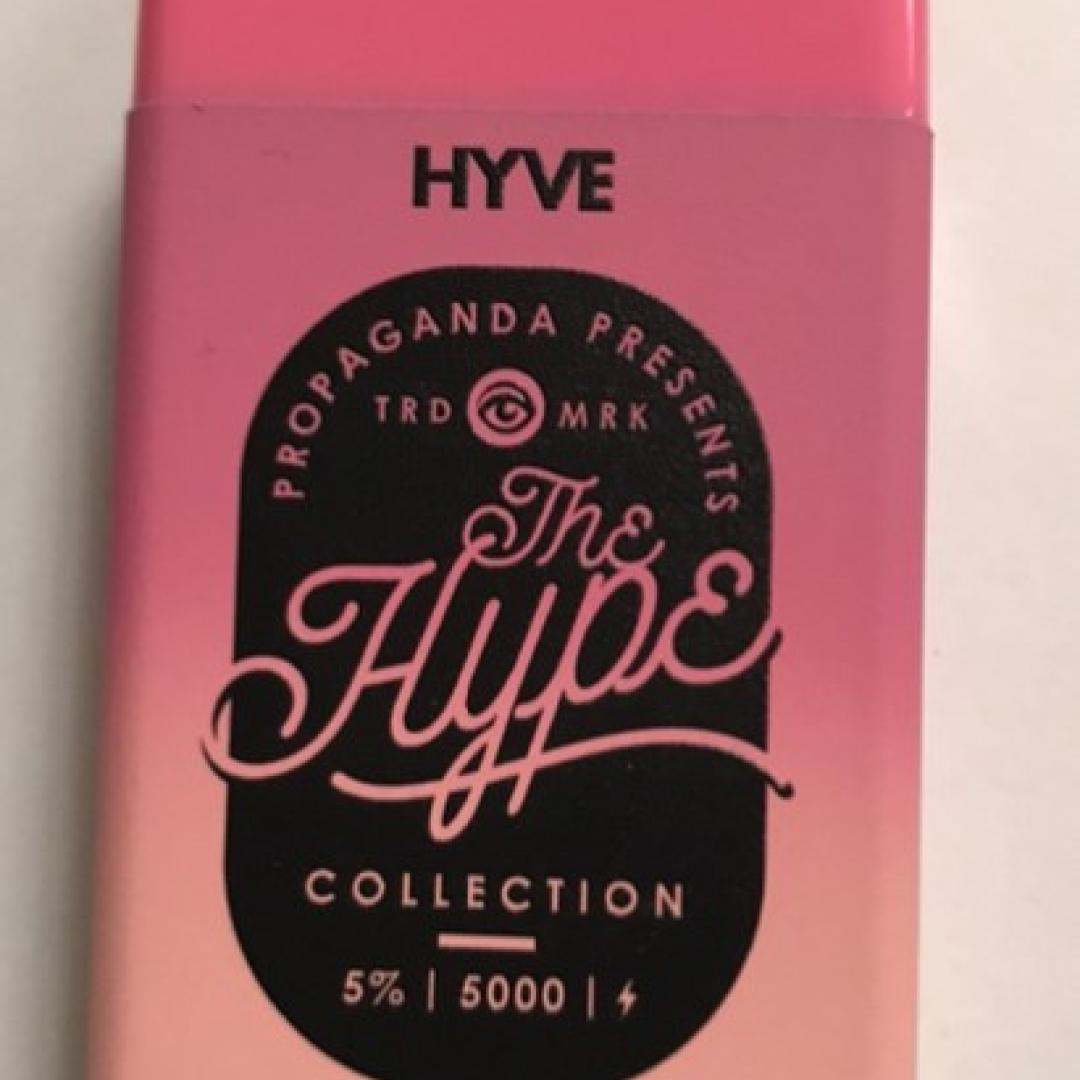 HYVE
PROPAGANDA PRESENTS
TRD MRK
The
Hype
COLLECTION
5% | 5000 |